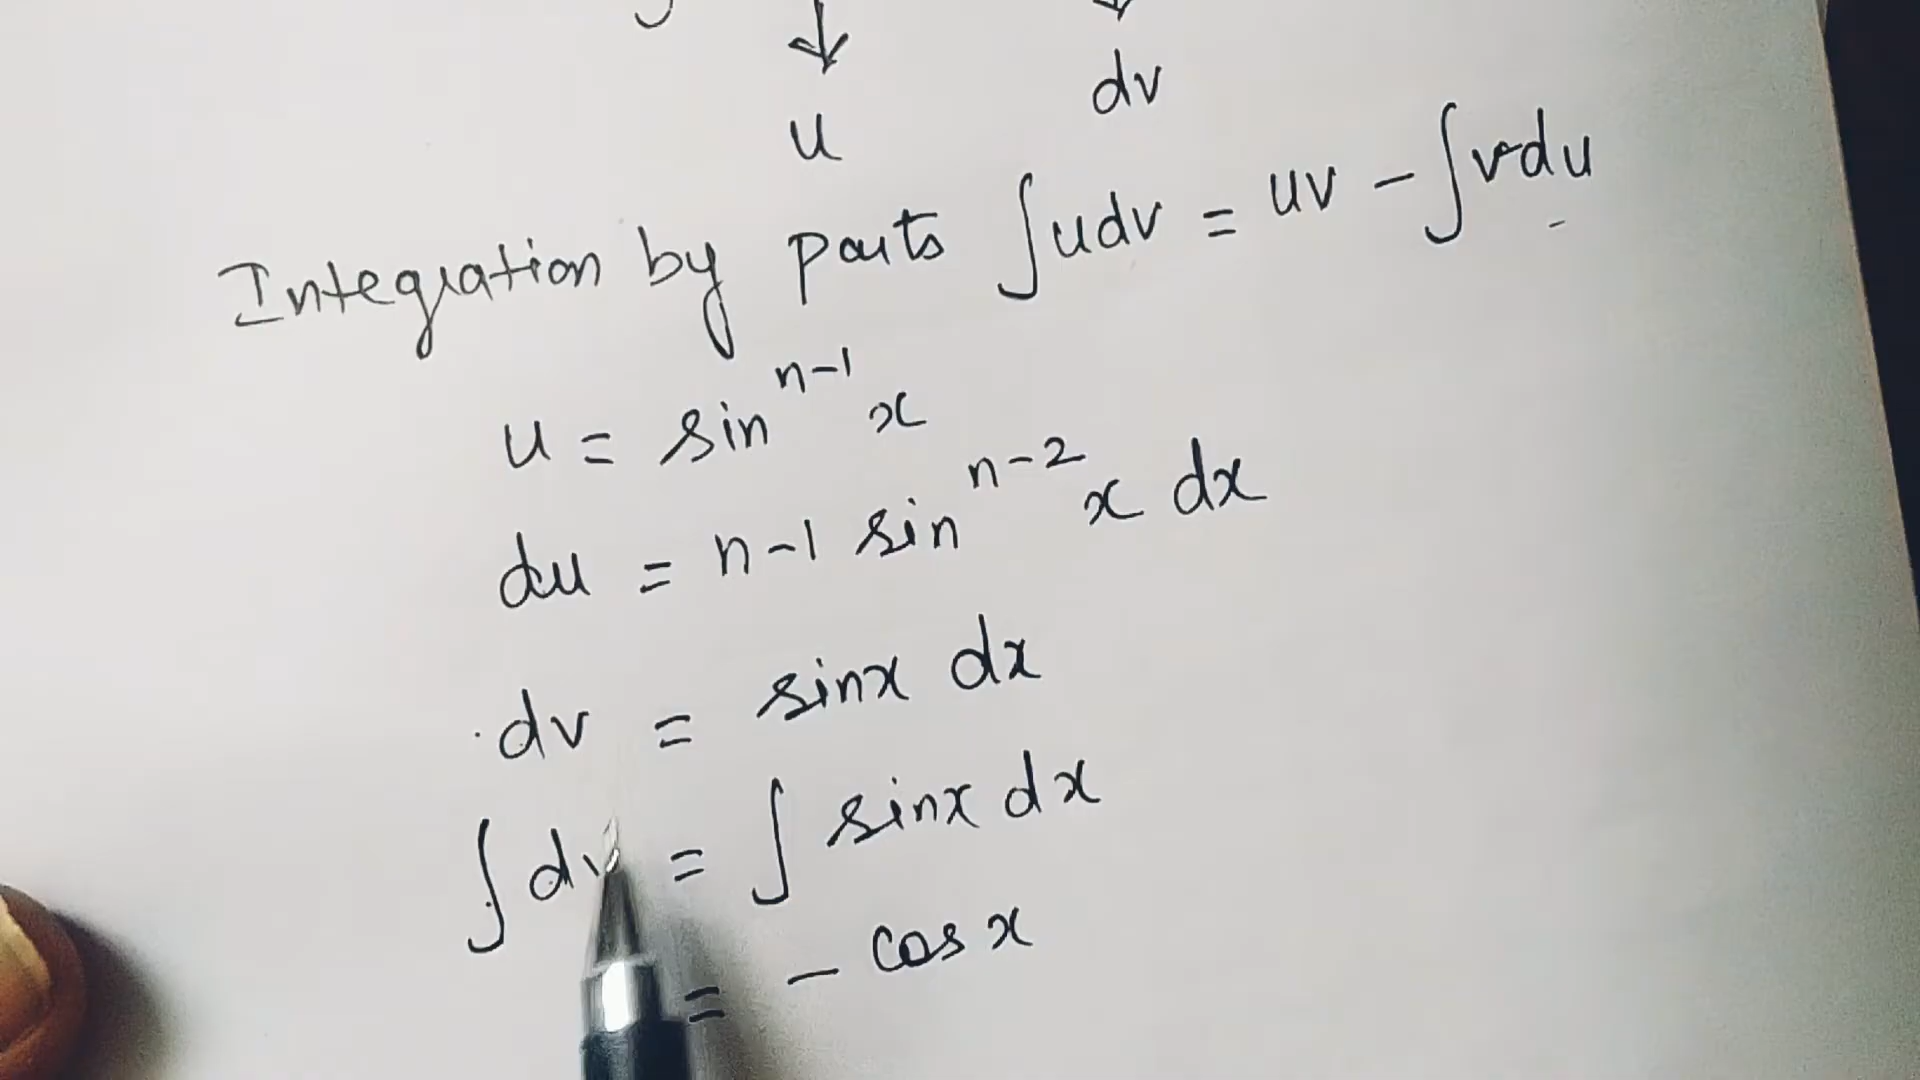 u dv
Integration by parts ∫udv = uv - ∫vdu
u = sin^{n-1} x
du = n-1 sin^{n-2} x dx
dv = sinx dx
∫dv = ∫ sinx dx
= - cos x